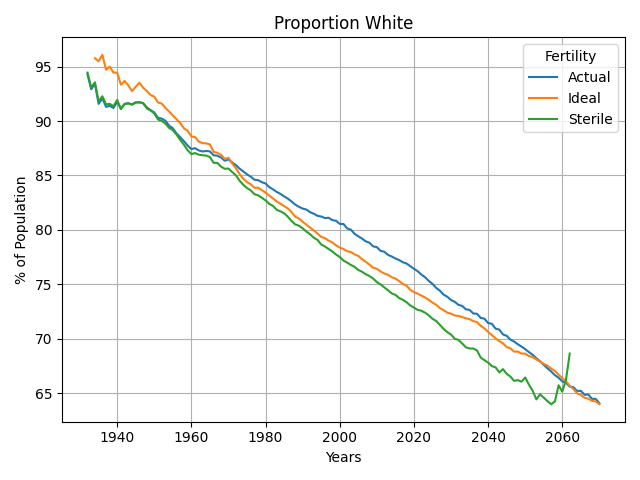 Proportion White
Fertility
Actual
Ideal
Sterile
% of Population
95
90
85
80
75
70
65
1940 1960 1980 2000 2020 2040 2060
Years